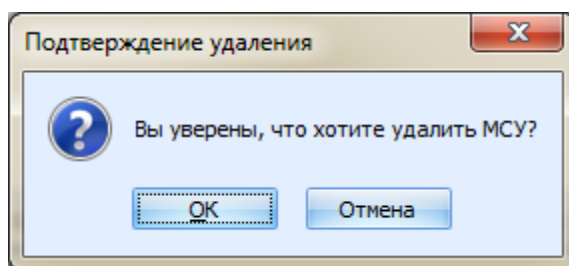 Подтверждение удаления
Вы уверены, что хотите удалить МСУ?
OK
Отмена